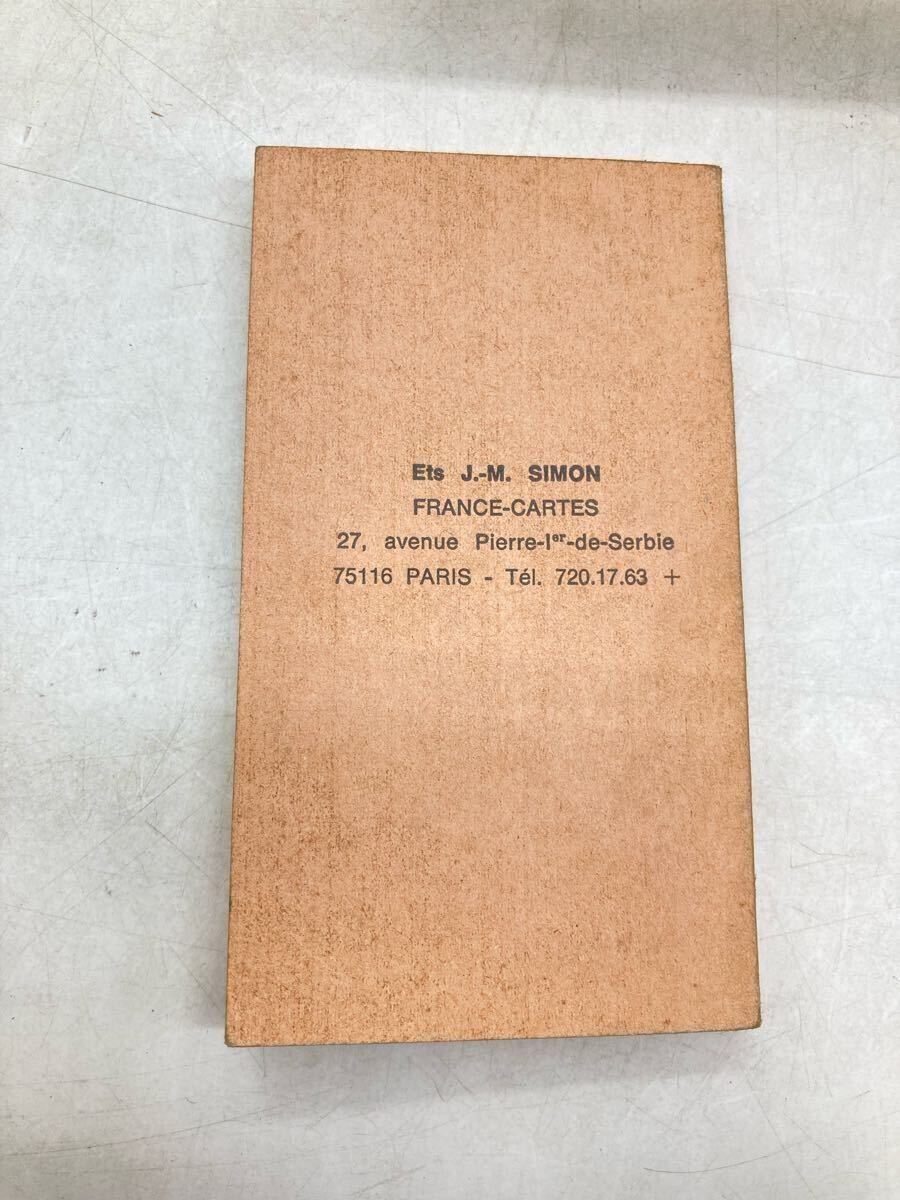 Ets J.-M. SIMON
FRANCE-CARTES
27, avenue Pierre-Iᵉʳ-de-Serbie
75116 PARIS - Tél. 720.17.63 +